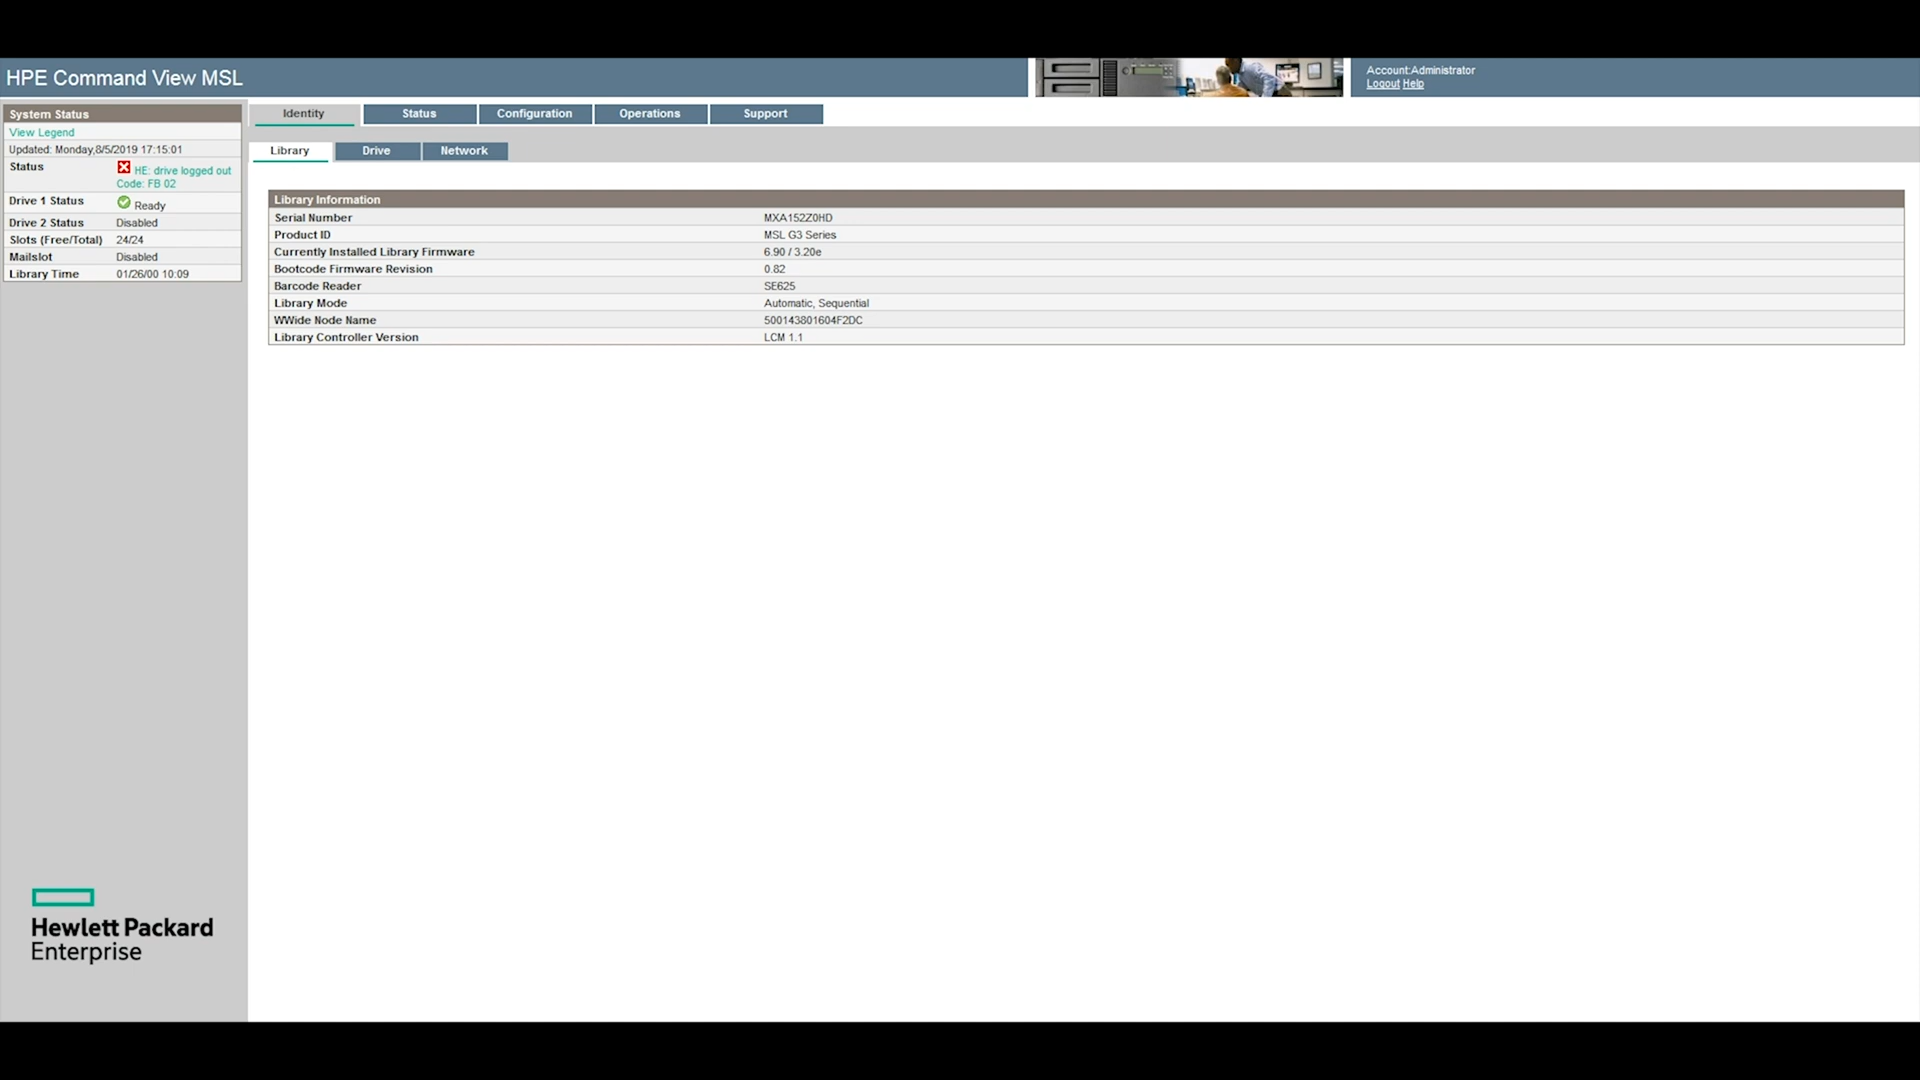 HPE Command View MSL
Account:Administrator
Logout Help
System Status
View Legend
Updated: Monday,8/5/2019 17:15:01
Status HE: drive logged out
Code: FB 02
Drive 1 Status Ready
Drive 2 Status Disabled
Slots (Free/Total) 24/24
Mailslot Disabled
Library Time 01/26/00 10:09
Identity Status Configuration Operations Support
Library Drive Network
Library Information
Serial Number MXA152Z0HD
Product ID MSL G3 Series
Currently Installed Library Firmware 6.90 / 3.20e
Bootcode Firmware Revision 0.82
Barcode Reader SE625
Library Mode Automatic, Sequential
WWide Node Name 500143801604F2DC
Library Controller Version LCM 1.1
Hewlett Packard
Enterprise